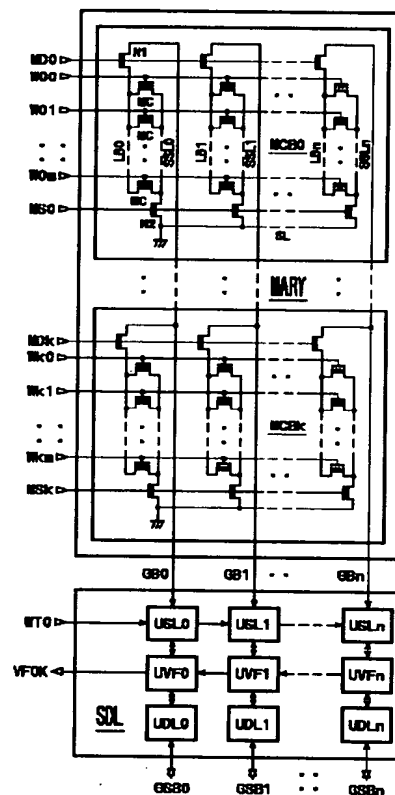 MD0
N1
W00
MC
W01
MC
LB0
SSL0
LB1
SSL1
MCB0
LBn
SSLn
W0m
MC
MS0
N2
SL
MARY
MDk
Wk0
Wk1
MCBk
Wkm
MSk
GB0
GB1
GBn
WT0
USL0
USL1
USLn
VFOK
UVF0
UVF1
UVFn
SDL
UDL0
UDL1
UDLn
GSB0
GSB1
GSBn